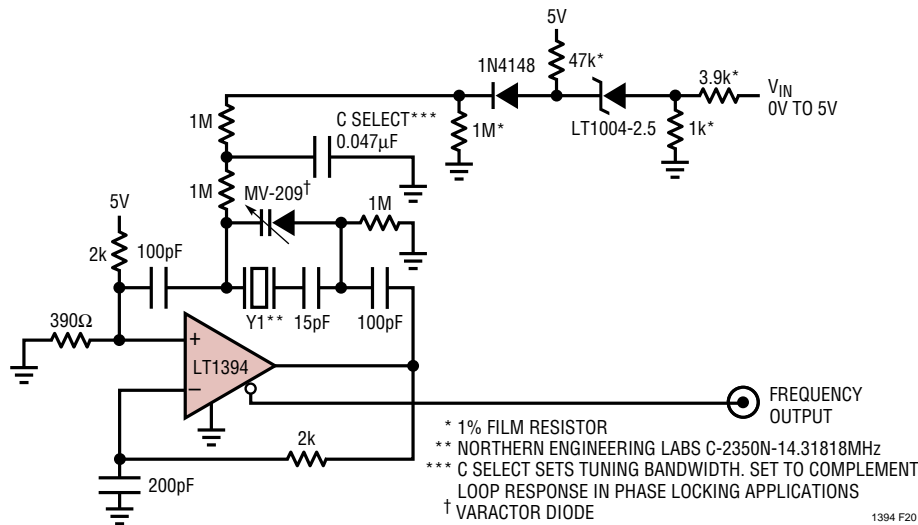 5V
1N4148
47k*
3.9k*
VIN
0V TO 5V
1M
C SELECT***
0.047µF
1M*
LT1004-2.5
1k*
1M
MV-209†
1M
5V
2k
100pF
390Ω
Y1**
15pF
100pF
+
LT1394
–
2k
200pF
FREQUENCY
OUTPUT
* 1% FILM RESISTOR
** NORTHERN ENGINEERING LABS C-2350N-14.31818MHz
*** C SELECT SETS TUNING BANDWIDTH. SET TO COMPLEMENT
LOOP RESPONSE IN PHASE LOCKING APPLICATIONS
† VARACTOR DIODE
1394 F20